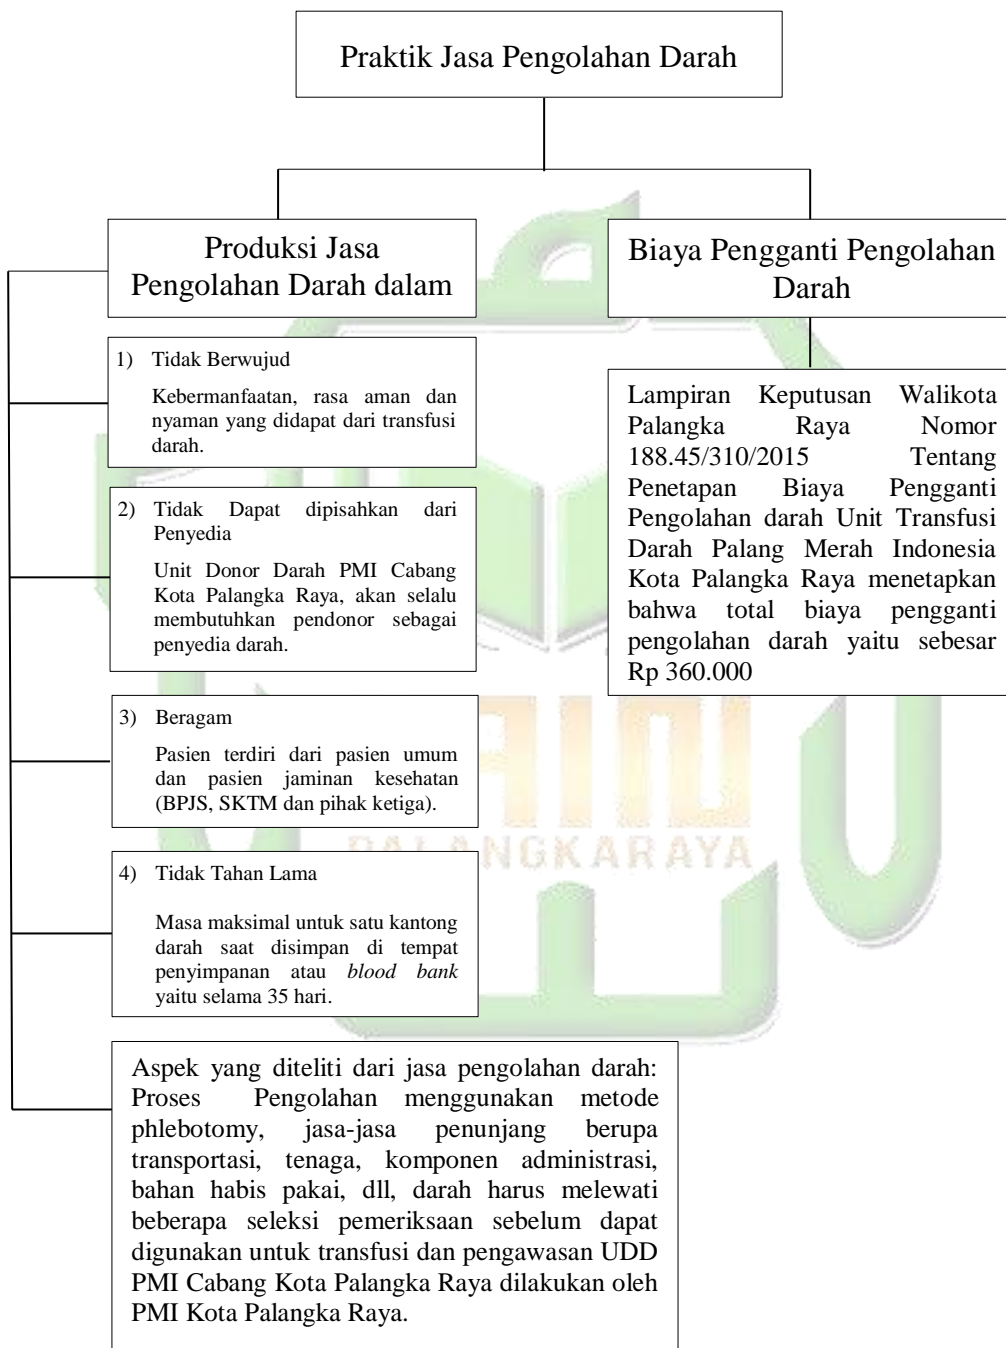 Praktik Jasa Pengolahan Darah
Produksi Jasa
Pengolahan Darah dalam
Biaya Pengganti Pengolahan
Darah
1) Tidak Berwujud
Kebermanfaatan, rasa aman dan
nyaman yang didapat dari transfusi
darah.
2) Tidak Dapat dipisahkan dari
Penyedia
Unit Donor Darah PMI Cabang
Kota Palangka Raya, akan selalu
membutuhkan pendonor sebagai
penyedia darah.
3) Beragam
Pasien terdiri dari pasien umum
dan pasien jaminan kesehatan
(BPJS, SKTM dan pihak ketiga).
4) Tidak Tahan Lama
Masa maksimal untuk satu kantong
darah saat disimpan di tempat
penyimpanan atau blood bank
yaitu selama 35 hari.
Aspek yang diteliti dari jasa pengolahan darah:
Proses Pengolahan menggunakan metode
phlebotomy, jasa-jasa penunjang berupa
transportasi, tenaga, komponen administrasi,
bahan habis pakai, dll, darah harus melewati
beberapa seleksi pemeriksaan sebelum dapat
digunakan untuk transfusi dan pengawasan UDD
PMI Cabang Kota Palangka Raya dilakukan oleh
PMI Kota Palangka Raya.
Lampiran Keputusan Walikota
Palangka Raya Nomor
188.45/310/2015 Tentang
Penetapan Biaya Pengganti
Pengolahan darah Unit Transfusi
Darah Palang Merah Indonesia
Kota Palangka Raya menetapkan
bahwa total biaya pengganti
pengolahan darah yaitu sebesar
Rp 360.000
IAIN
PALANGKARAYA